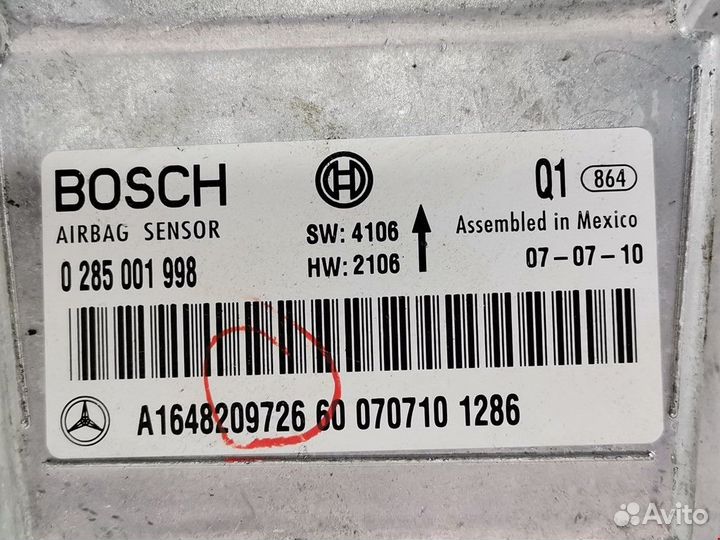 BOSCH
Q1 864
AIRBAG SENSOR
SW: 4106
Assembled in Mexico
0 285 001 998
HW: 2106
07-07-10
A1648209726 60 070710 1286
Avito